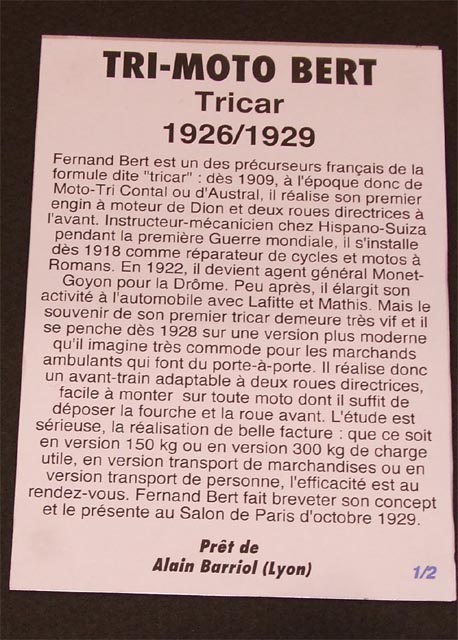 TRI-MOTO BERT
Tricar
1926/1929
Fernand Bert est un des précurseurs français de la
formule dite "tricar" : dès 1909, à l'époque donc de
Moto-Tri Contal ou d'Austral, il réalise son premier
engin à moteur de Dion et deux roues directrices à
l'avant. Instructeur-mécanicien chez Hispano-Suiza
pendant la première Guerre mondiale, il s'installe
dès 1918 comme réparateur de cycles et motos à
Romans. En 1922, il devient agent général Monet-
Goyon pour la Drôme. Peu après, il élargit son
activité à l'automobile avec Lafitte et Mathis. Mais le
souvenir de son premier tricar demeure très vif et il
se penche dès 1928 sur une version plus moderne
qu'il imagine très commode pour les marchands
ambulants qui font du porte-à-porte. Il réalise donc
un avant-train adaptable à deux roues directrices,
facile à monter sur toute moto dont il suffit de
déposer la fourche et la roue avant. L'étude est
sérieuse, la réalisation de belle facture : que ce soit
en version 150 kg ou en version 300 kg de charge
utile, en version transport de marchandises ou en
version transport de personne, l'efficacité est au
rendez-vous. Fernand Bert fait breveter son concept
et le présente au Salon de Paris d'octobre 1929.
Prêt de
Alain Barriol (Lyon)
1/2